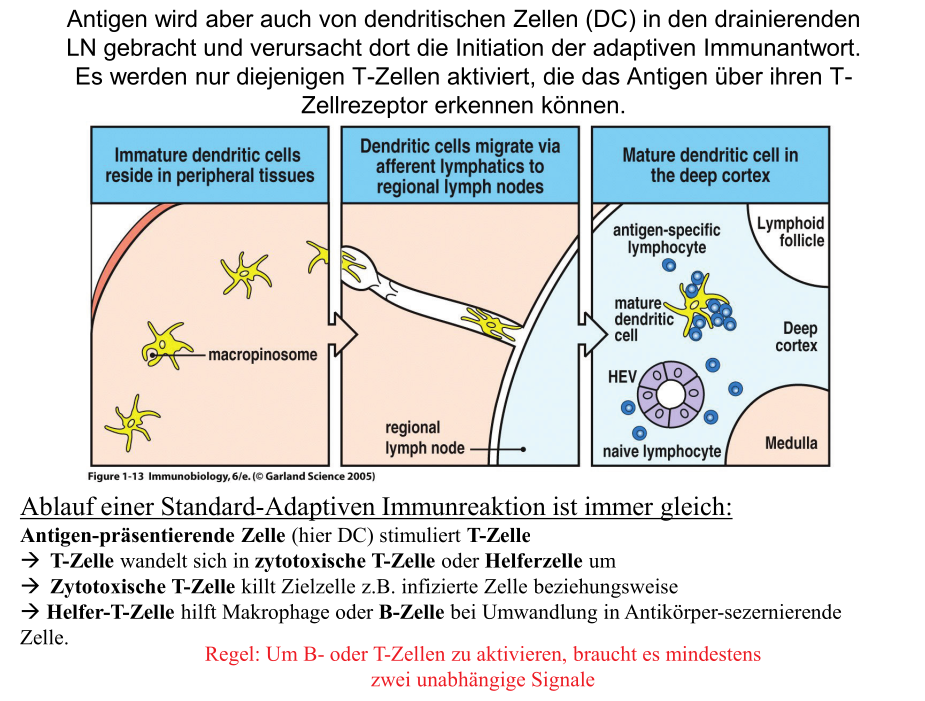 Antigen wird aber auch von dendritischen Zellen (DC) in den drainierenden
LN gebracht und verursacht dort die Initiation der adaptiven Immunantwort.
Es werden nur diejenigen T-Zellen aktiviert, die das Antigen über ihren T-
Zellrezeptor erkennen können.
Immature dendritic cells
reside in peripheral tissues
Dendritic cells migrate via
afferent lymphatics to
regional lymph nodes
Mature dendritic cell in
the deep cortex
macropinosome
regional
lymph node
antigen-specific
lymphocyte
Lymphoid
follicle
mature
dendritic
cell
Deep
cortex
HEV
naive lymphocyte
Medulla
Figure 1-13 Immunobiology, 6/e. (© Garland Science 2005)
Ablauf einer Standard-Adaptiven Immunreaktion ist immer gleich:
Antigen-präsentierende Zelle (hier DC) stimuliert T-Zelle
→ T-Zelle wandelt sich in zytotoxische T-Zelle oder Helferzelle um
→ Zytotoxische T-Zelle killt Zielzelle z.B. infizierte Zelle beziehungsweise
→ Helfer-T-Zelle hilft Makrophage oder B-Zelle bei Umwandlung in Antikörper-sezernierende
Zelle.
Regel: Um B- oder T-Zellen zu aktivieren, braucht es mindestens
zwei unabhängige Signale